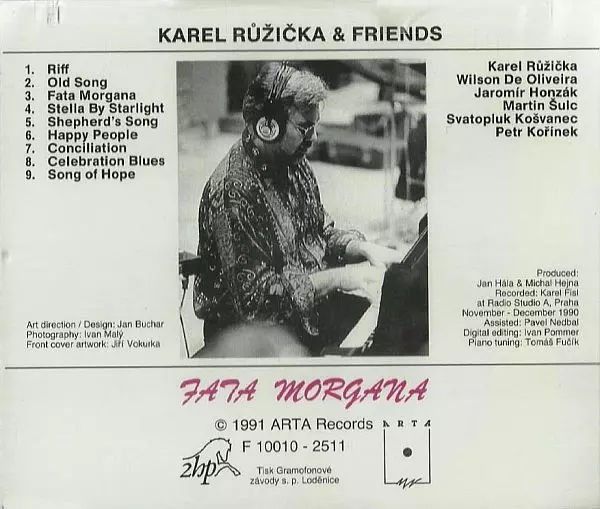 KAREL RŮŽIČKA & FRIENDS
1. Riff
2. Old Song
3. Fata Morgana
4. Stella By Starlight
5. Shepherd's Song
6. Happy People
7. Conciliation
8. Celebration Blues
9. Song of Hope
Karel Růžička
Wilson De Oliveira
Jaromír Honzák
Martin Šulc
Svatopluk Košvanec
Petr Kořínek
Art direction / Design: Jan Buchar
Photography: Ivan Malý
Front cover artwork: Jiří Vokurka
Produced:
Jan Hála & Michal Hejna
Recorded: Karel Fisl
at Radio Studio A, Praha
November - December 1990
Assisted: Pavel Nedbal
Digital editing: Ivan Pommer
Piano tuning: Tomáš Fučík
FATA MORGANA
© 1991 ARTA Records
F 10010 - 2511
2hp
Tisk Gramofonové
závody s. p. Loděnice
ARTA